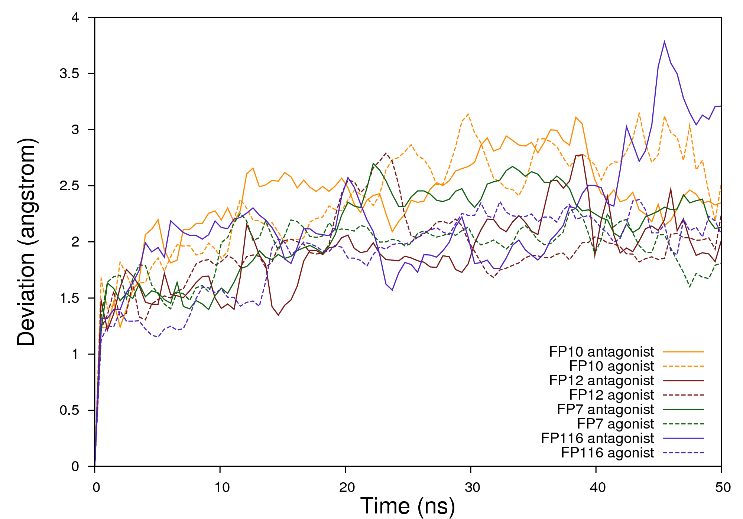 4
3.5
3
2.5
2
1.5
1
0.5
0
Deviation (angstrom)
FP10 antagonist
FP10 agonist
FP12 antagonist
FP12 agonist
FP7 antagonist
FP7 agonist
FP116 antagonist
FP116 agonist
0 10 20 30 40 50
Time (ns)